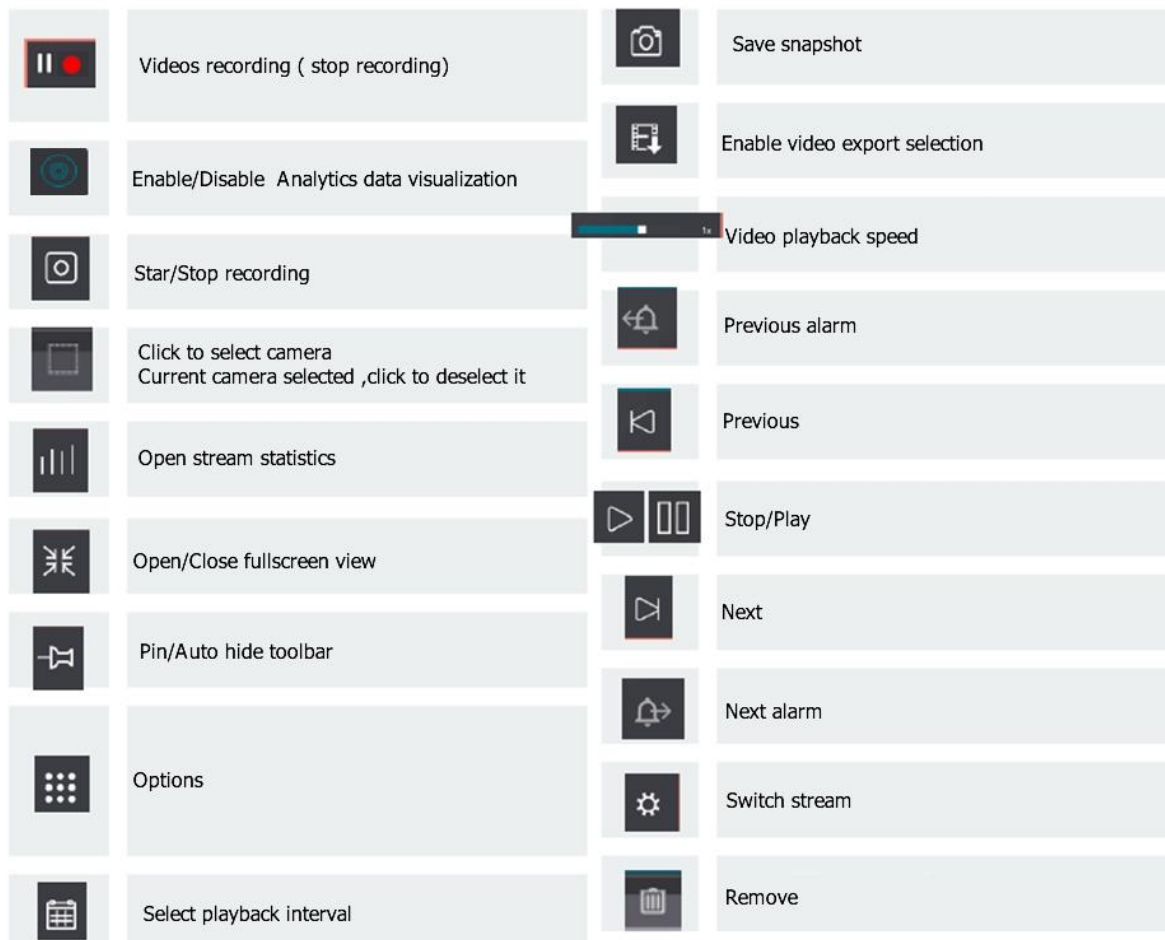 Videos recording ( stop recording)
Enable/Disable Analytics data visualization
Star/Stop recording
Click to select camera
Current camera selected ,click to deselect it
Open stream statistics
Open/Close fullscreen view
Pin/Auto hide toolbar
Options
Select playback interval
Save snapshot
Enable video export selection
1x
Video playback speed
Previous alarm
Previous
Stop/Play
Next
Next alarm
Switch stream
Remove